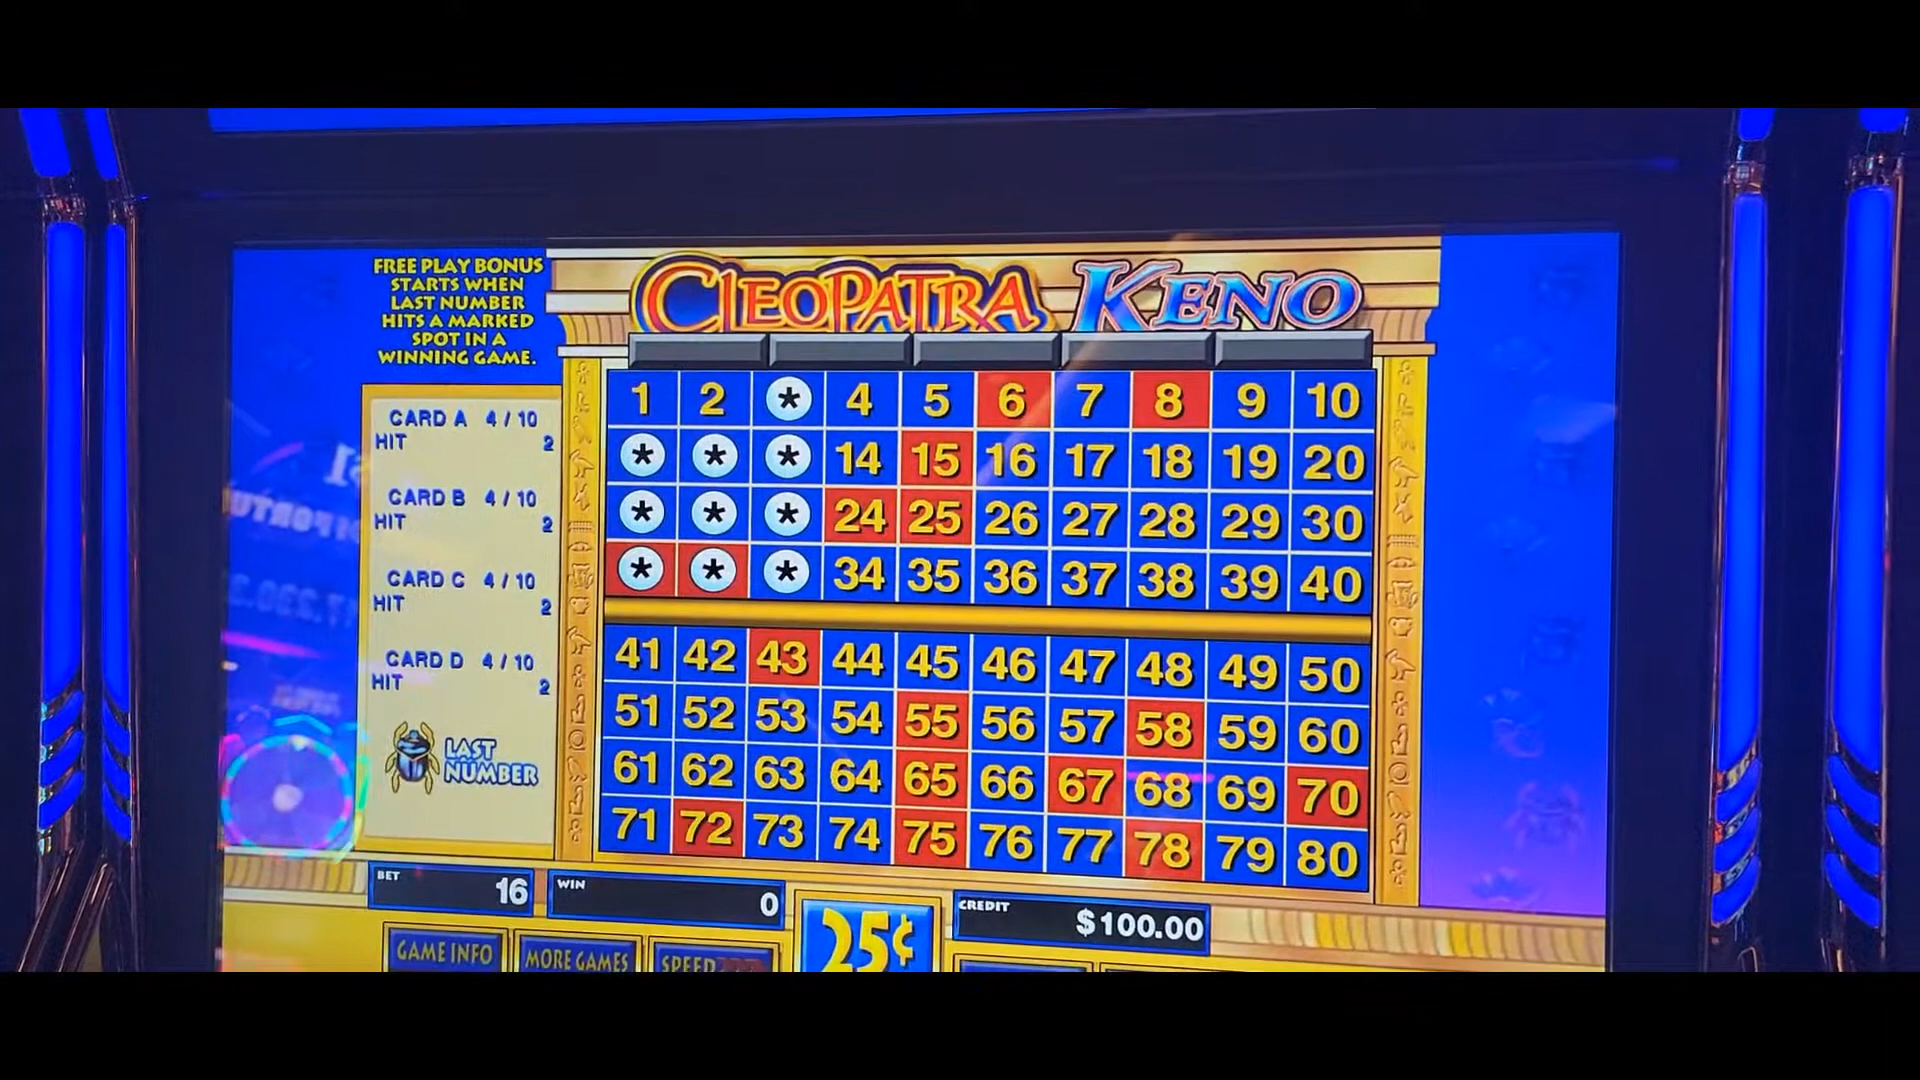 FREE PLAY BONUS
STARTS WHEN
LAST NUMBER
HITS A MARKED
SPOT IN A
WINNING GAME.
CLEOPATRA KENO
CARD A 4/10
HIT 2
CARD B 4/10
HIT 2
CARD C 4/10
HIT 2
CARD D 4/10
HIT 2
LAST
NUMBER
1 2 * 4 5 6 7 8 9 10
* * * 14 15 16 17 18 19 20
* * * 24 25 26 27 28 29 30
* * * 34 35 36 37 38 39 40
41 42 43 44 45 46 47 48 49 50
51 52 53 54 55 56 57 58 59 60
61 62 63 64 65 66 67 68 69 70
71 72 73 74 75 76 77 78 79 80
BET 16
WIN 0
25¢
CREDIT $100.00
GAME INFO
MORE GAMES
SPEED